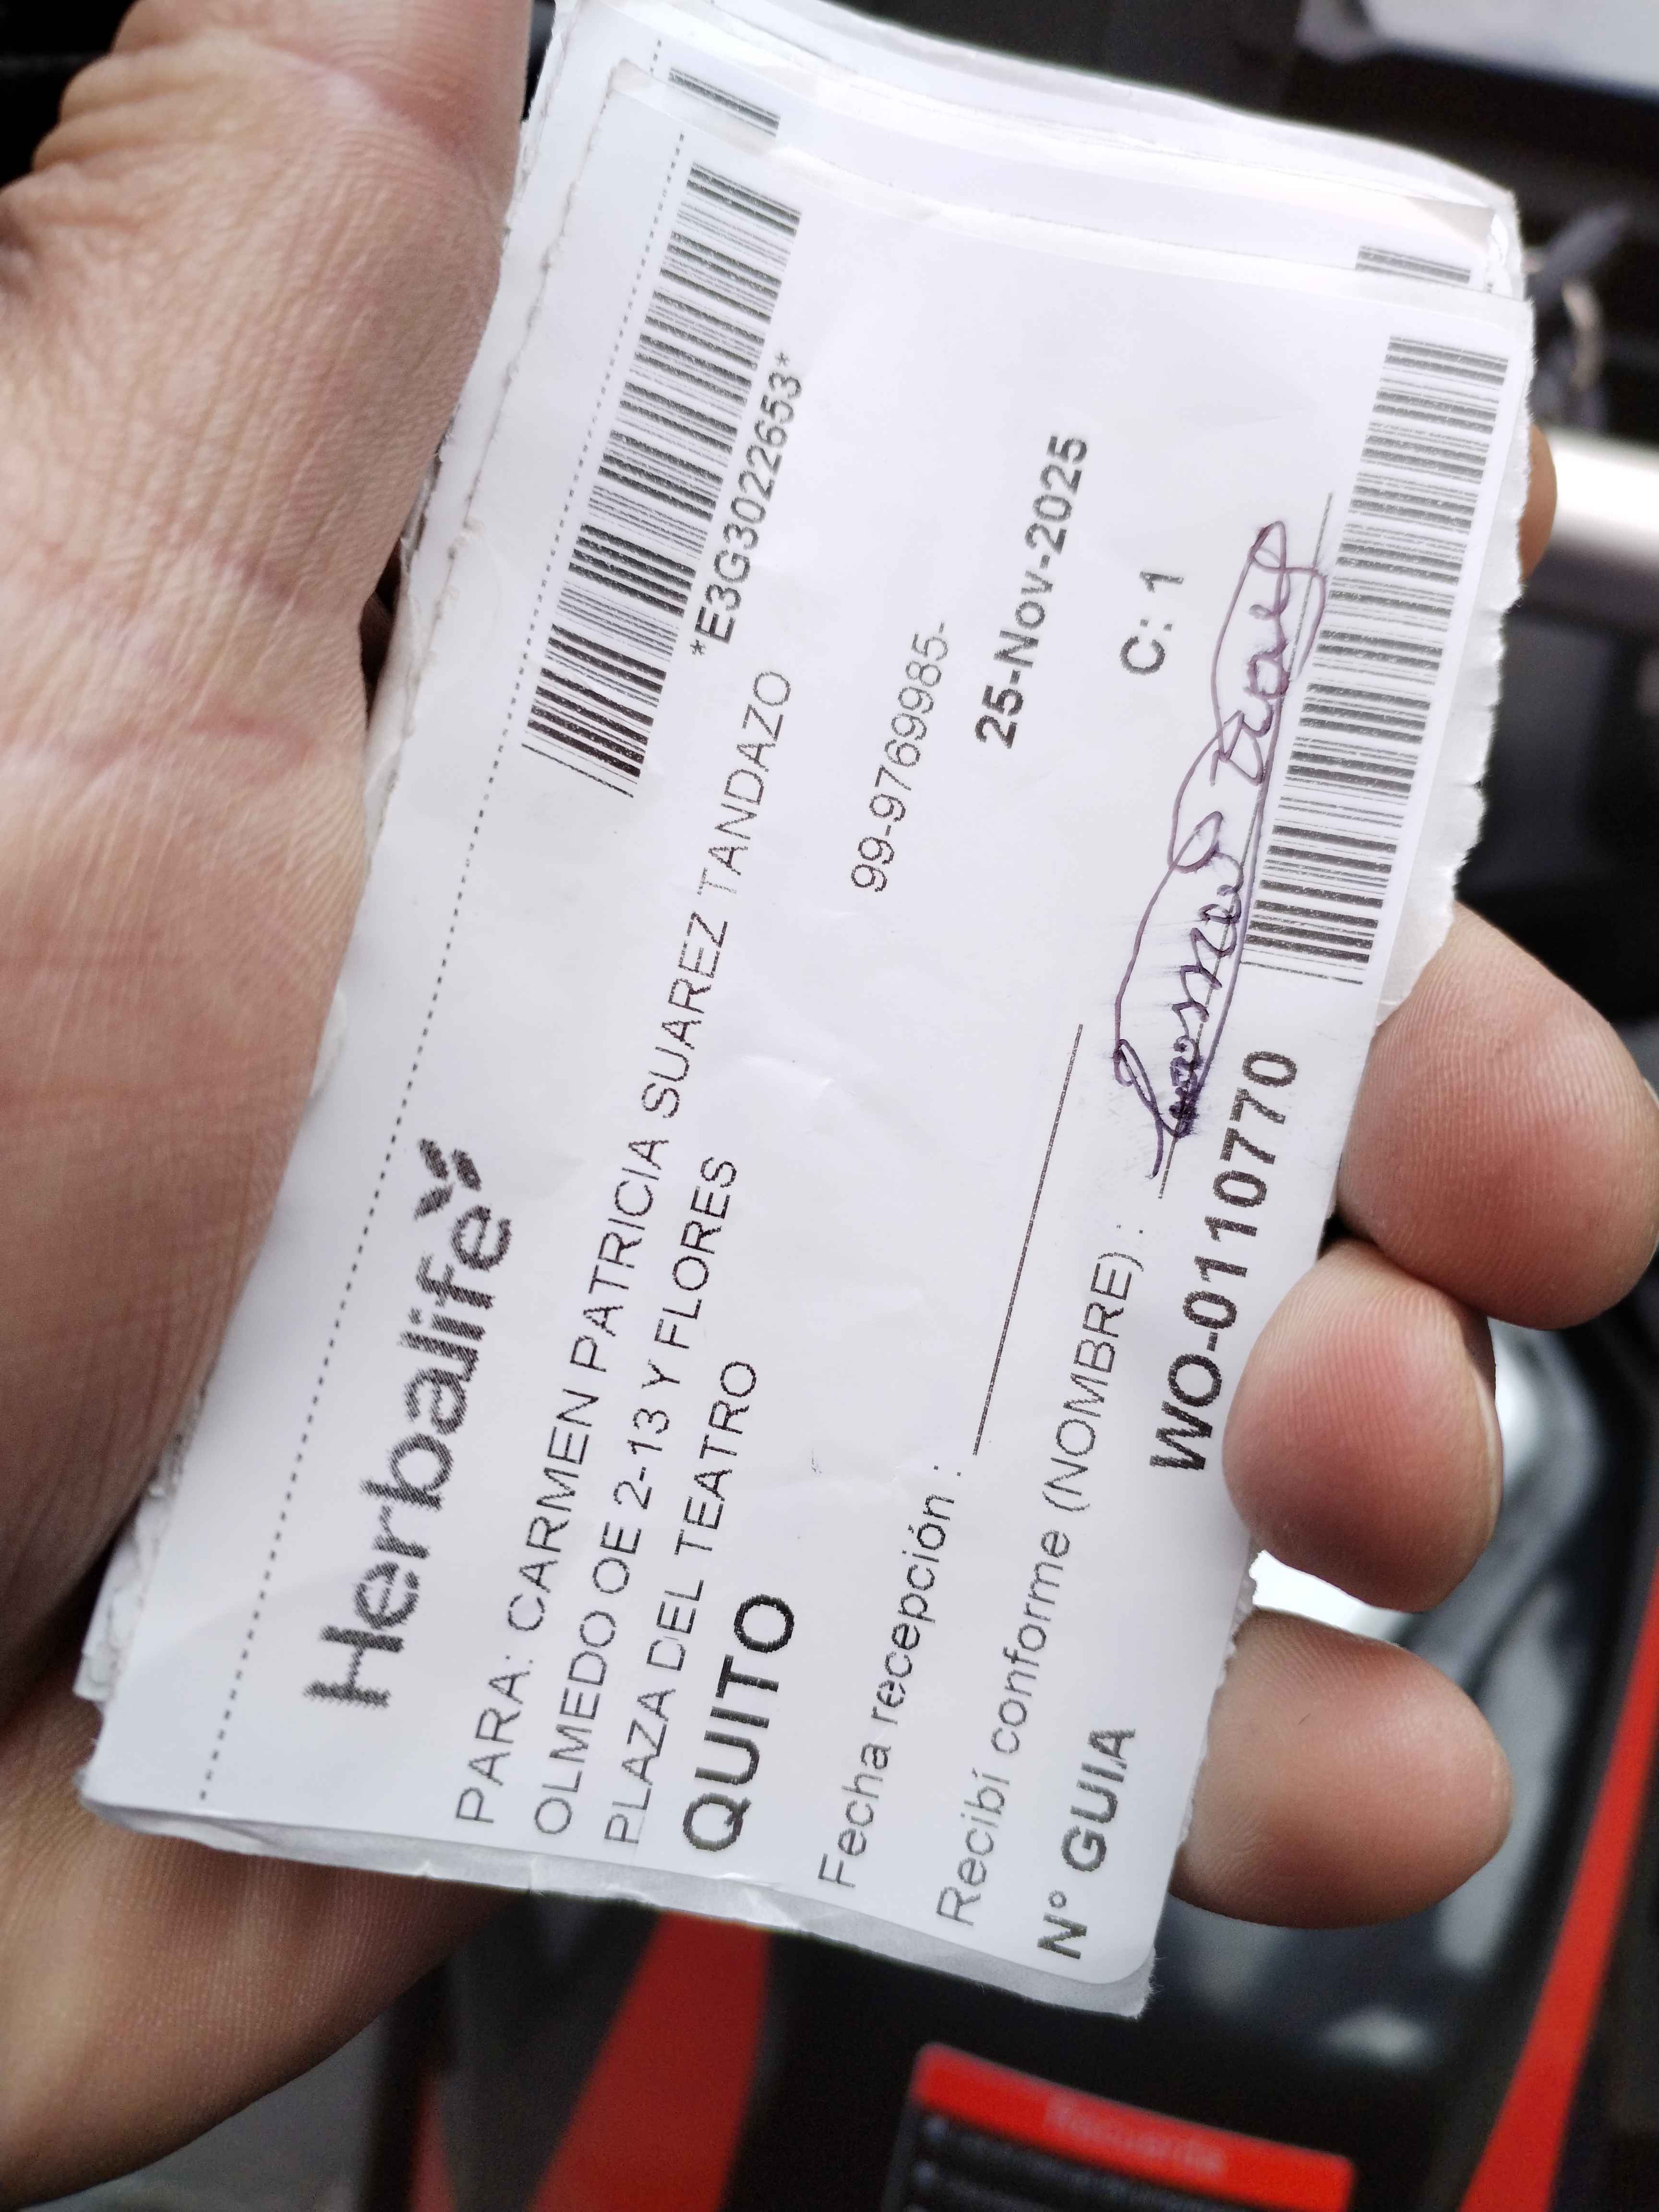 Herbalife
*E3G3022653*
PARA: CARMEN PATRICIA SUAREZ TANDAZO
OLMEDO OE 2-13 Y FLORES
PLAZA DEL TEATRO
99-9769985-
QUITO
25-Nov-2025
Fecha recepción :
C: 1
Recibí conforme (NOMBRE) :
N° GUIA WO-0110770
Recuerda